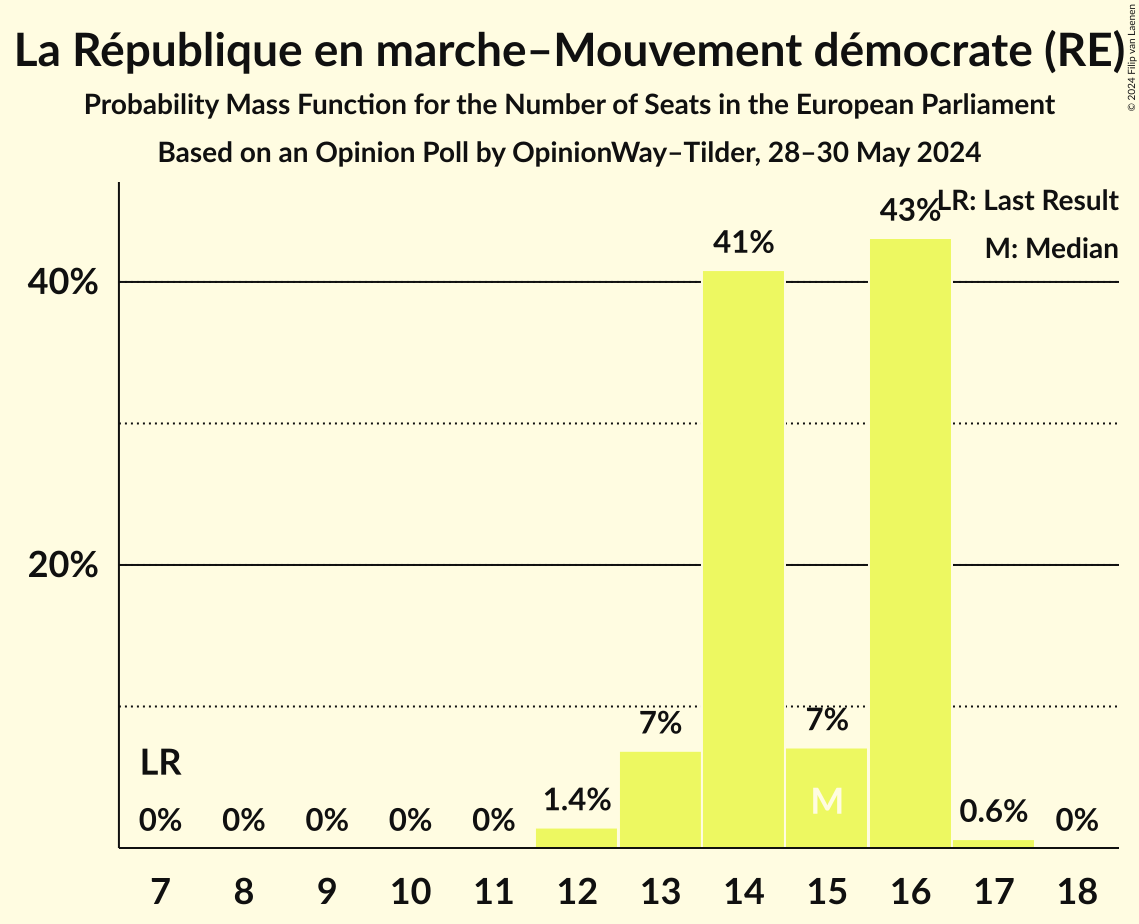 La République en marche–Mouvement démocrate (RE)
Probability Mass Function for the Number of Seats in the European Parliament
Based on an Opinion Poll by OpinionWay–Tilder, 28–30 May 2024
© 2024 Filip van Laenen
LR: Last Result
M: Median
43%
41%
40%
20%
7%
7%
LR
M
1.4%
0.6%
0%
0%
0%
0%
0%
0%
7 8 9 10 11 12 13 14 15 16 17 18